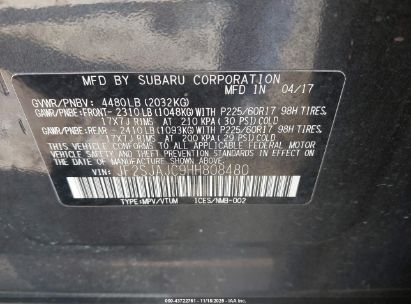 MFD BY SUBARU CORPORATION 04/17
GVWR/PNBV: 4480LB(2032KG)
GAWR/PNBE:FRONT- 2310LB(1048KG)WITH P225/60R17 98H TIRES,
17X7J RIMS AT 210 KPA(30 PSI)COLD
GAWR/PNBE:REAR - 2410LB(1093KG)WITH P225/60R17 98H TIRES,
17X7J RIMS AT 200 KPA(29 PSI)COLD
THIS VEHICLE CONFORMS TO ALL APPLICABLE FEDERAL MOTOR
VEHICLE SAFETY, BUMPER, AND THEFT PREVENTION STANDARDS
IN EFFECT ON THE DATE OF MANUFACTURE SHOWN ABOVE.
VIN: JF2SJAJC9HH808480
TYPE:MPV/VTUM ICES/NMB-002